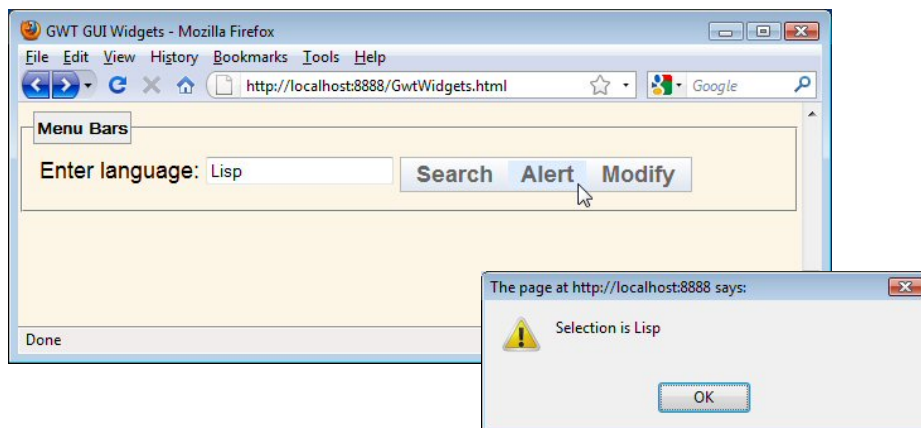 GWT GUI Widgets - Mozilla Firefox
File Edit View History Bookmarks Tools Help
http://localhost:8888/GwtWidgets.html Google
Menu Bars
Enter language: Lisp Search Alert Modify
The page at http://localhost:8888 says:
Selection is Lisp
Done
OK